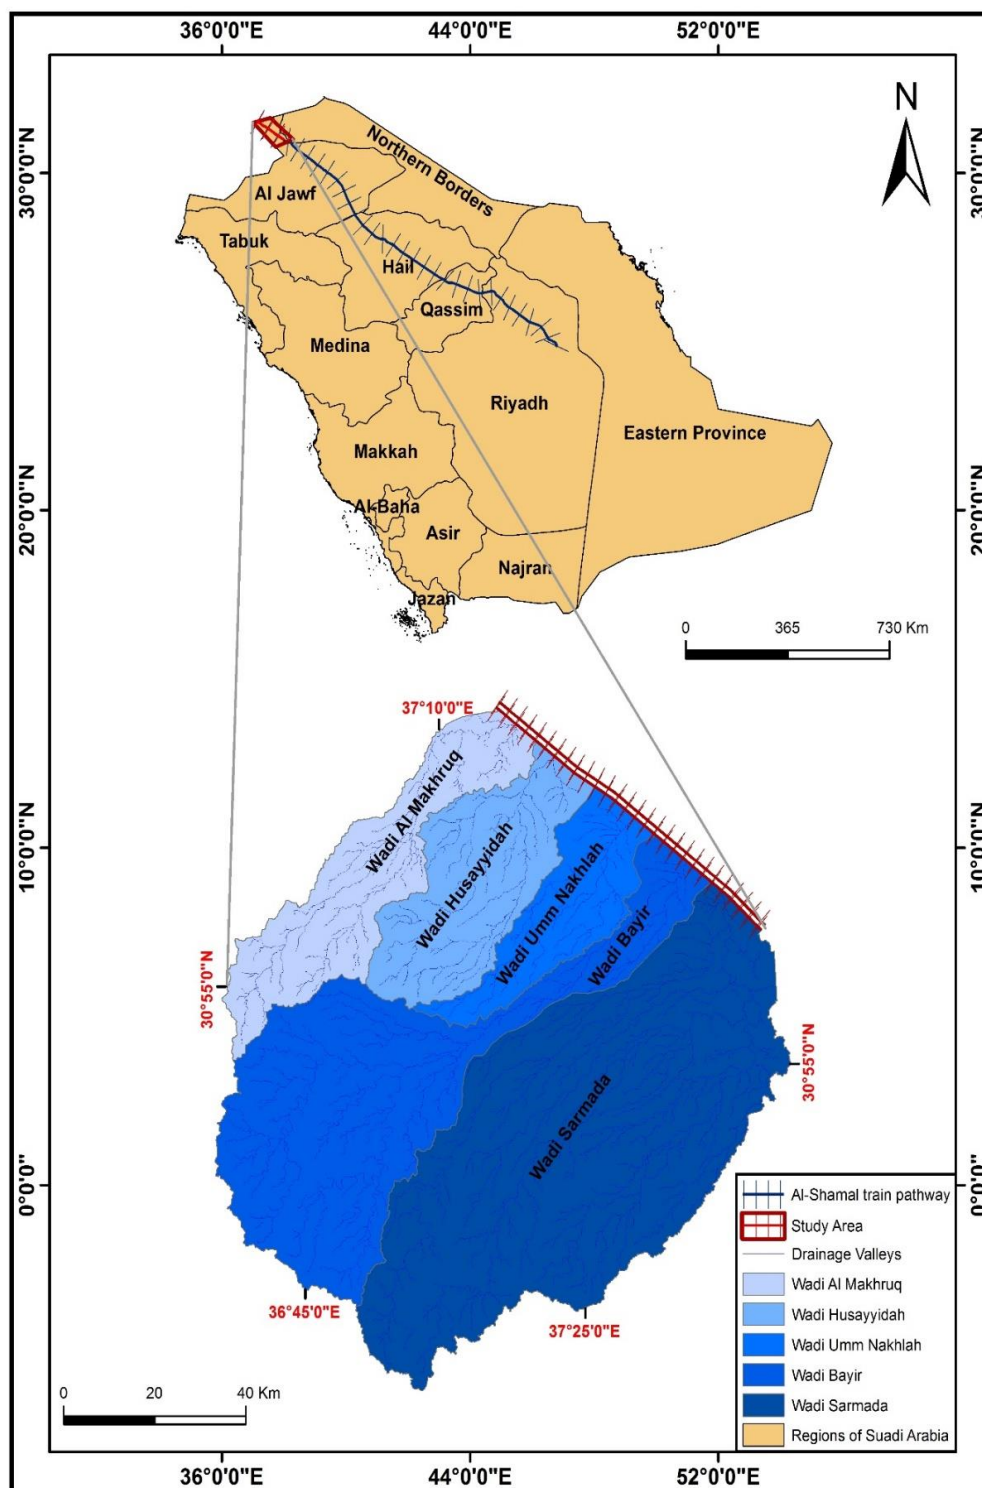 36°0'0"E 44°0'0"E 52°0'0"E
N
30°0'0"N
30°0'0"N
Northern Borders
Al Jawf
Tabuk
Hail
Qassim
Medina
Riyadh
Eastern Province
Makkah
Al-Baha
Asir
Najran
Jazan
20°0'0"N
20°0'0"N
0 365 730 Km
37°10'0"E
Wadi Al Makhruq
Wadi Husayyidah
Wadi Umm Nakhlah
Wadi Bayir
Wadi Sarmada
10°0'0"N
10°0'0"N
30°55'0"N
30°55'0"N
0°0'0"
0°0'0"
36°45'0"E
37°25'0"E
0 20 40 Km
Al-Shamal train pathway
Study Area
Drainage Valleys
Wadi Al Makhruq
Wadi Husayyidah
Wadi Umm Nakhlah
Wadi Bayir
Wadi Sarmada
Regions of Suadi Arabia
36°0'0"E 44°0'0"E 52°0'0"E